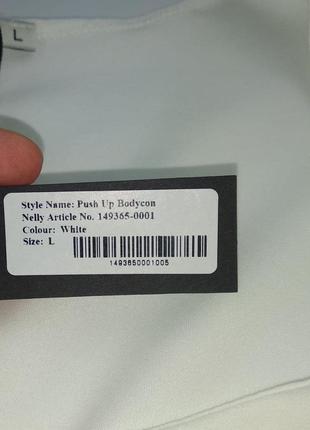 L
Style Name: Push Up Bodycon
Nelly Article No. 149365-0001
Colour: White
Size: L
1493650001005